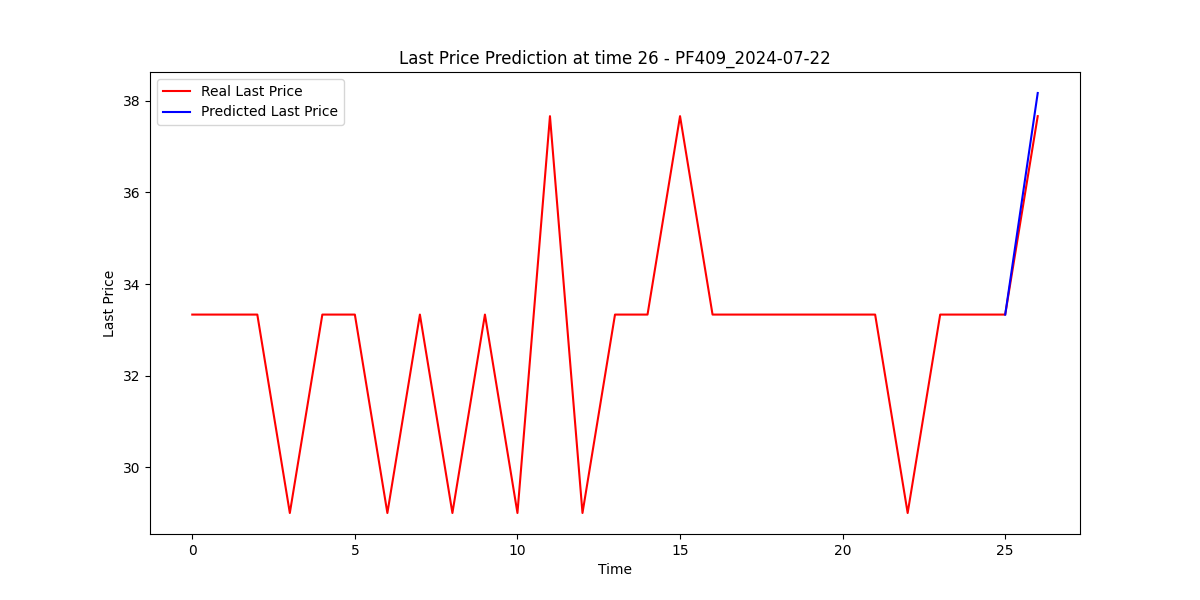 Last Price Prediction at time 26 - PF409_2024-07-22
Real Last Price
Predicted Last Price
38
36
34
32
30
Last Price
0 5 10 15 20 25
Time